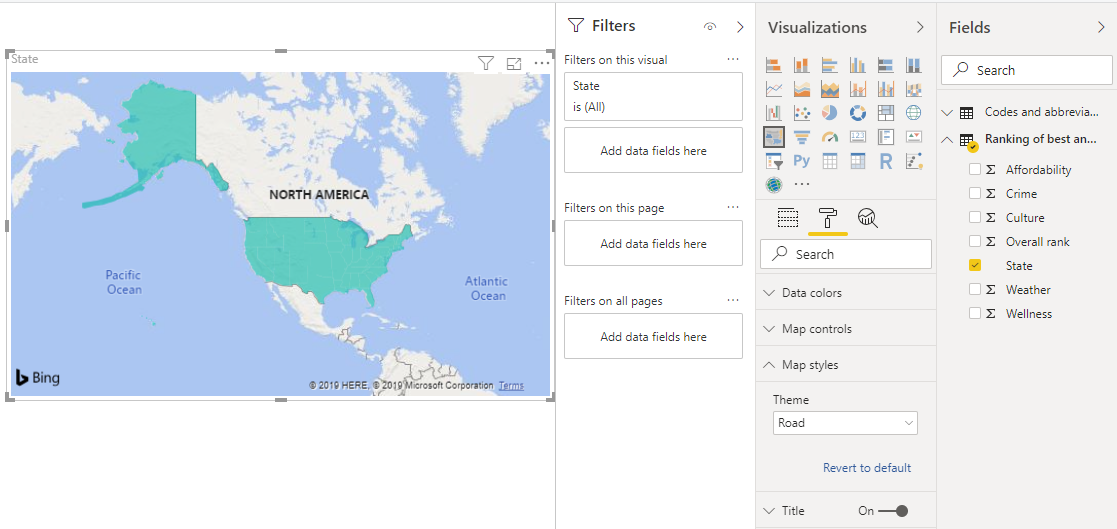 State
NORTH AMERICA
Pacific
Ocean
Atlantic
Ocean
Bing
© 2019 HERE, © 2019 Microsoft Corporation Terms
Filters
Filters on this visual
...
State
is (All)
Add data fields here
Filters on this page
...
Add data fields here
Filters on all pages
...
Add data fields here
Visualizations
123
Py
R
...
Search
Data colors
Map controls
Map styles
Theme
Road
Revert to default
Title On
Fields
Search
Codes and abbrevia...
Ranking of best an...
Σ Affordability
Σ Crime
Σ Culture
Σ Overall rank
State
Σ Weather
Σ Wellness